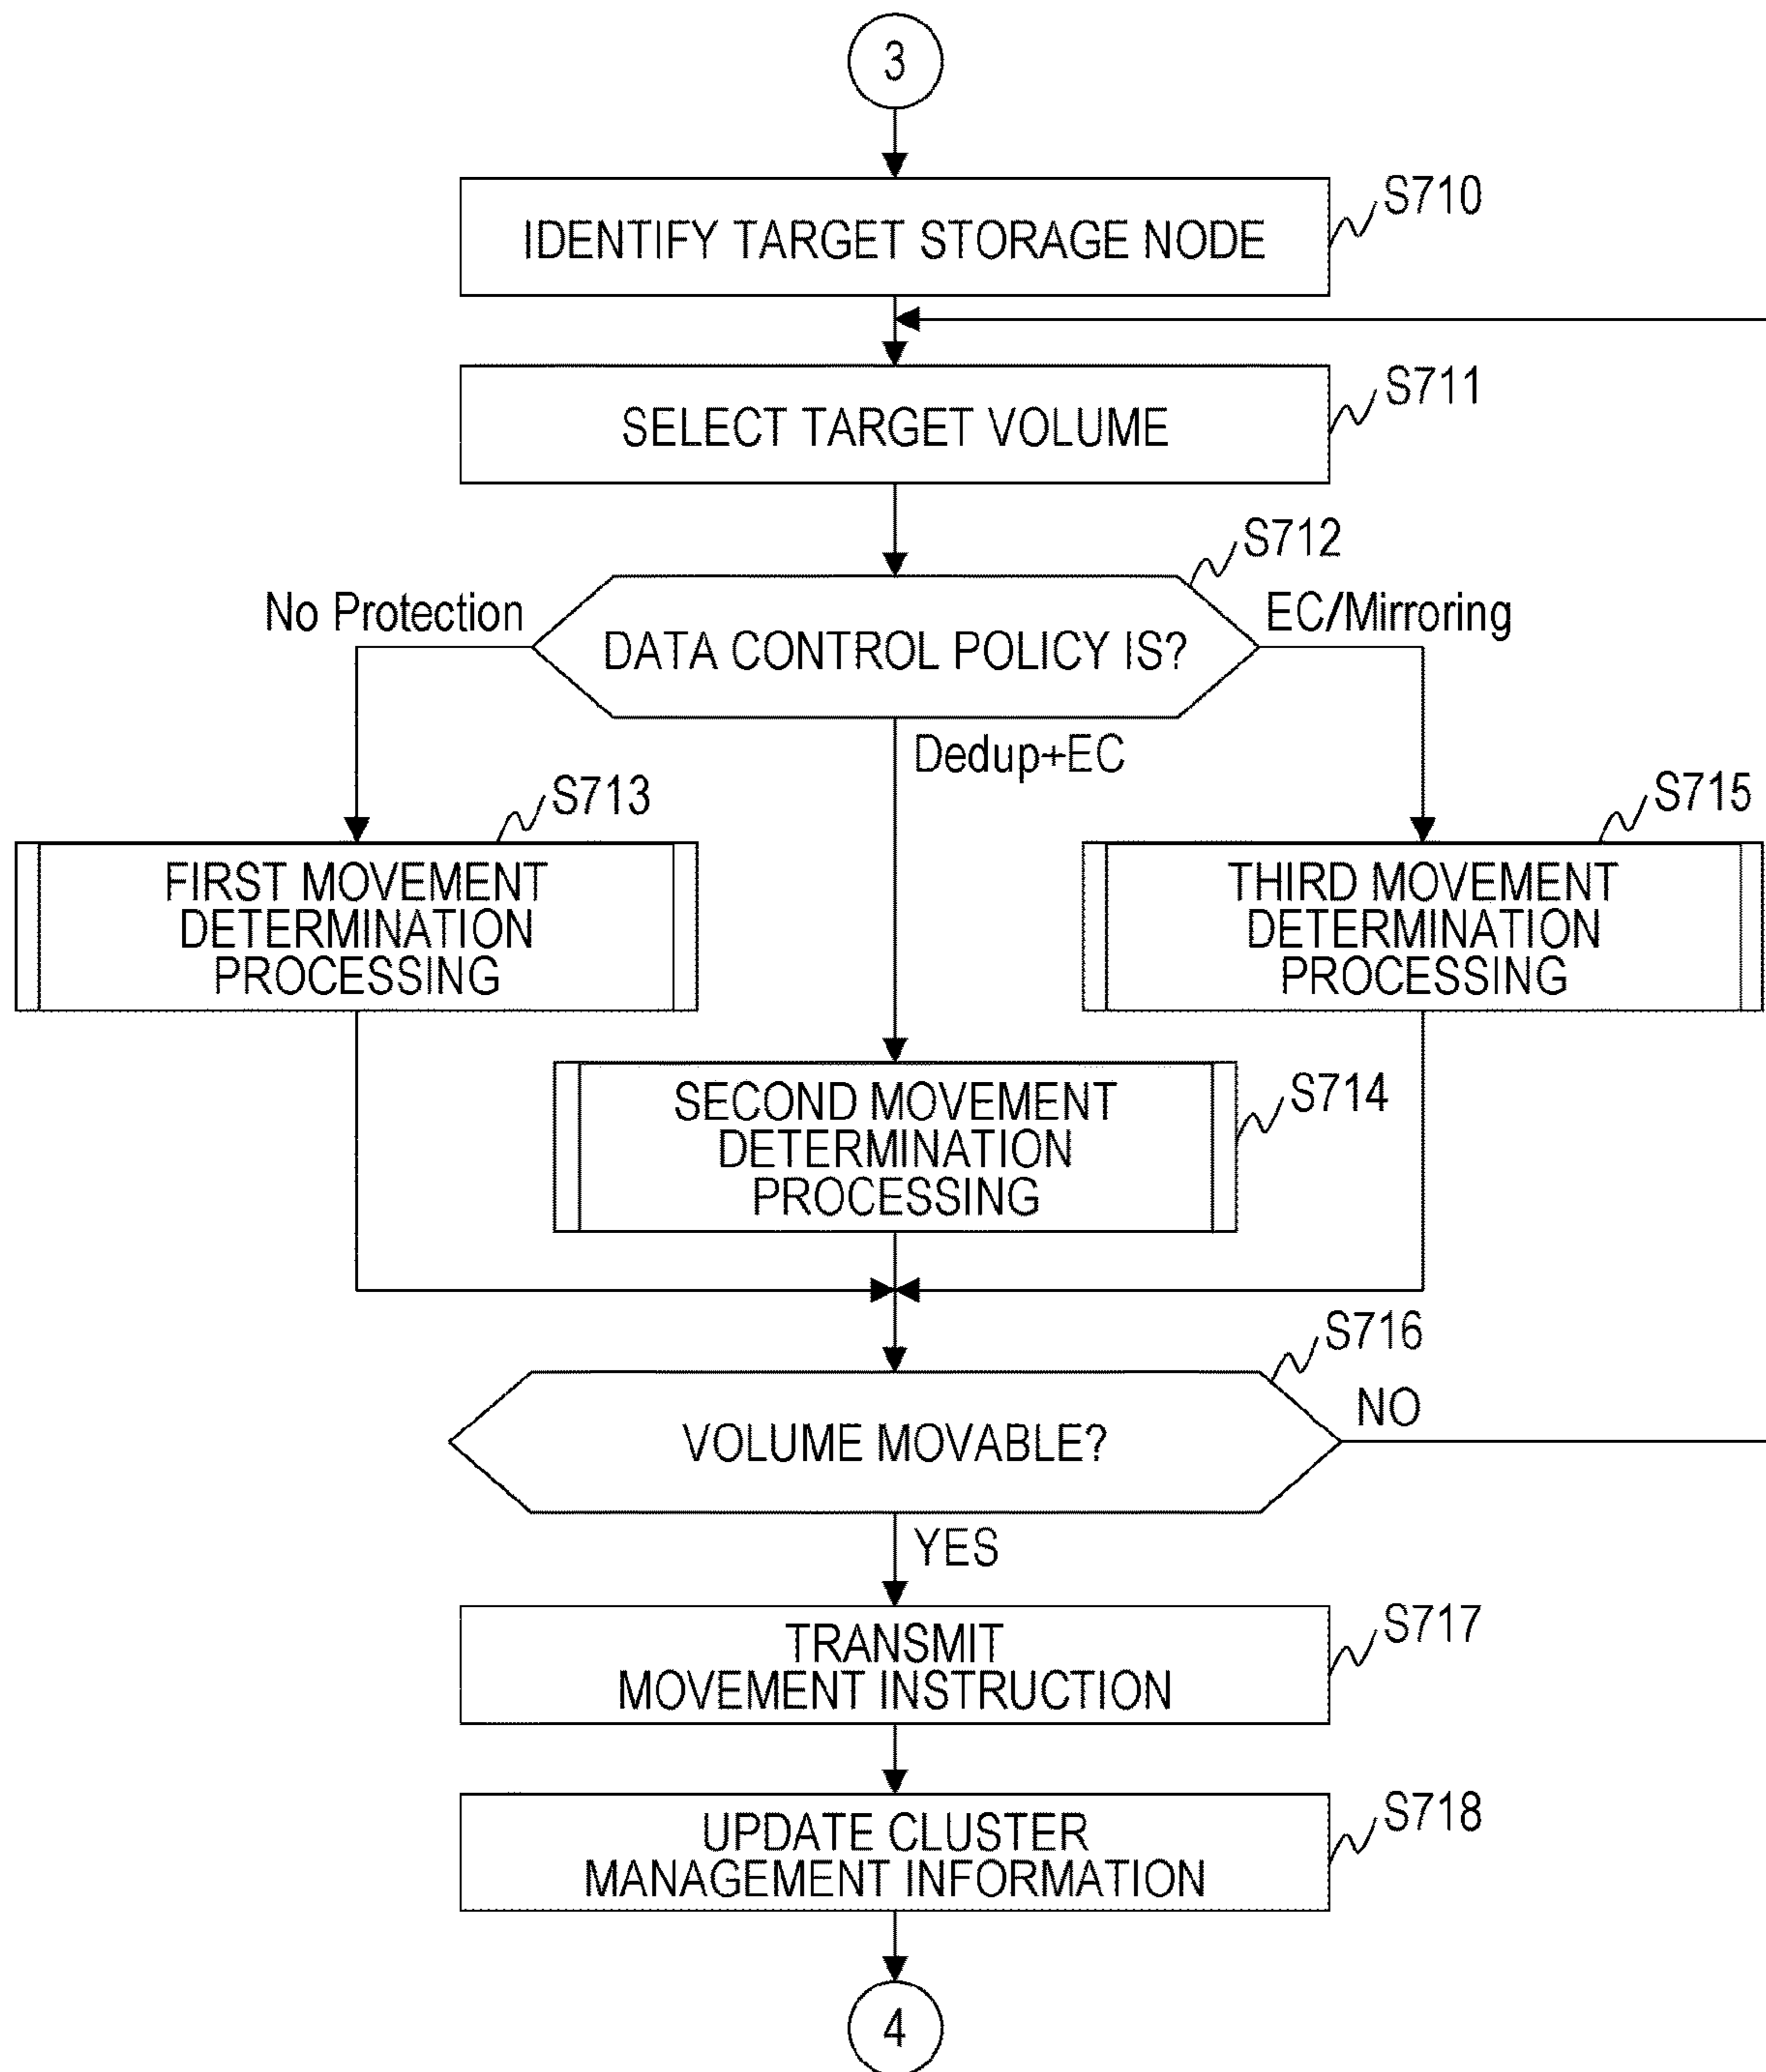 3
S710
IDENTIFY TARGET STORAGE NODE
S711
SELECT TARGET VOLUME
S712
No Protection
EC/Mirroring
DATA CONTROL POLICY IS?
Dedup+EC
S713
S715
FIRST MOVEMENT
DETERMINATION
PROCESSING
THIRD MOVEMENT
DETERMINATION
PROCESSING
S714
SECOND MOVEMENT
DETERMINATION
PROCESSING
S716
NO
VOLUME MOVABLE?
YES
S717
TRANSMIT
MOVEMENT INSTRUCTION
S718
UPDATE CLUSTER
MANAGEMENT INFORMATION
4